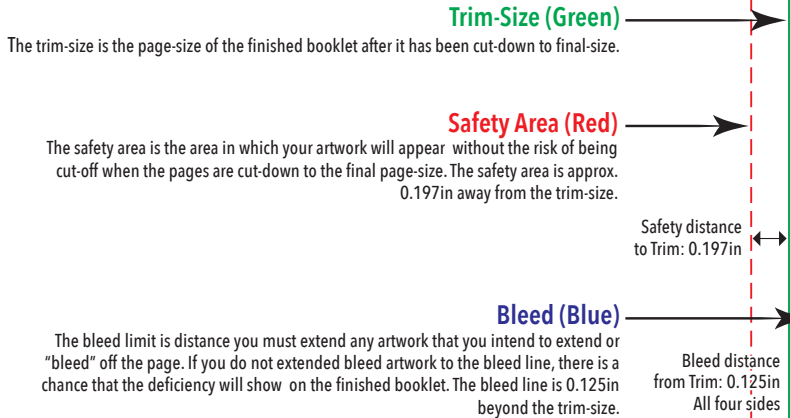 Trim-Size (Green)
The trim-size is the page-size of the finished booklet after it has been cut-down to final-size.
Safety Area (Red)
The safety area is the area in which your artwork will appear without the risk of being
cut-off when the pages are cut-down to the final page-size. The safety area is approx.
0.197in away from the trim-size.
Safety distance
to Trim: 0.197in
Bleed (Blue)
The bleed limit is distance you must extend any artwork that you intend to extend or
“bleed” off the page. If you do not extended bleed artwork to the bleed line, there is a
chance that the deficiency will show on the finished booklet. The bleed line is 0.125in
beyond the trim-size.
Bleed distance
from Trim: 0.125in
All four sides